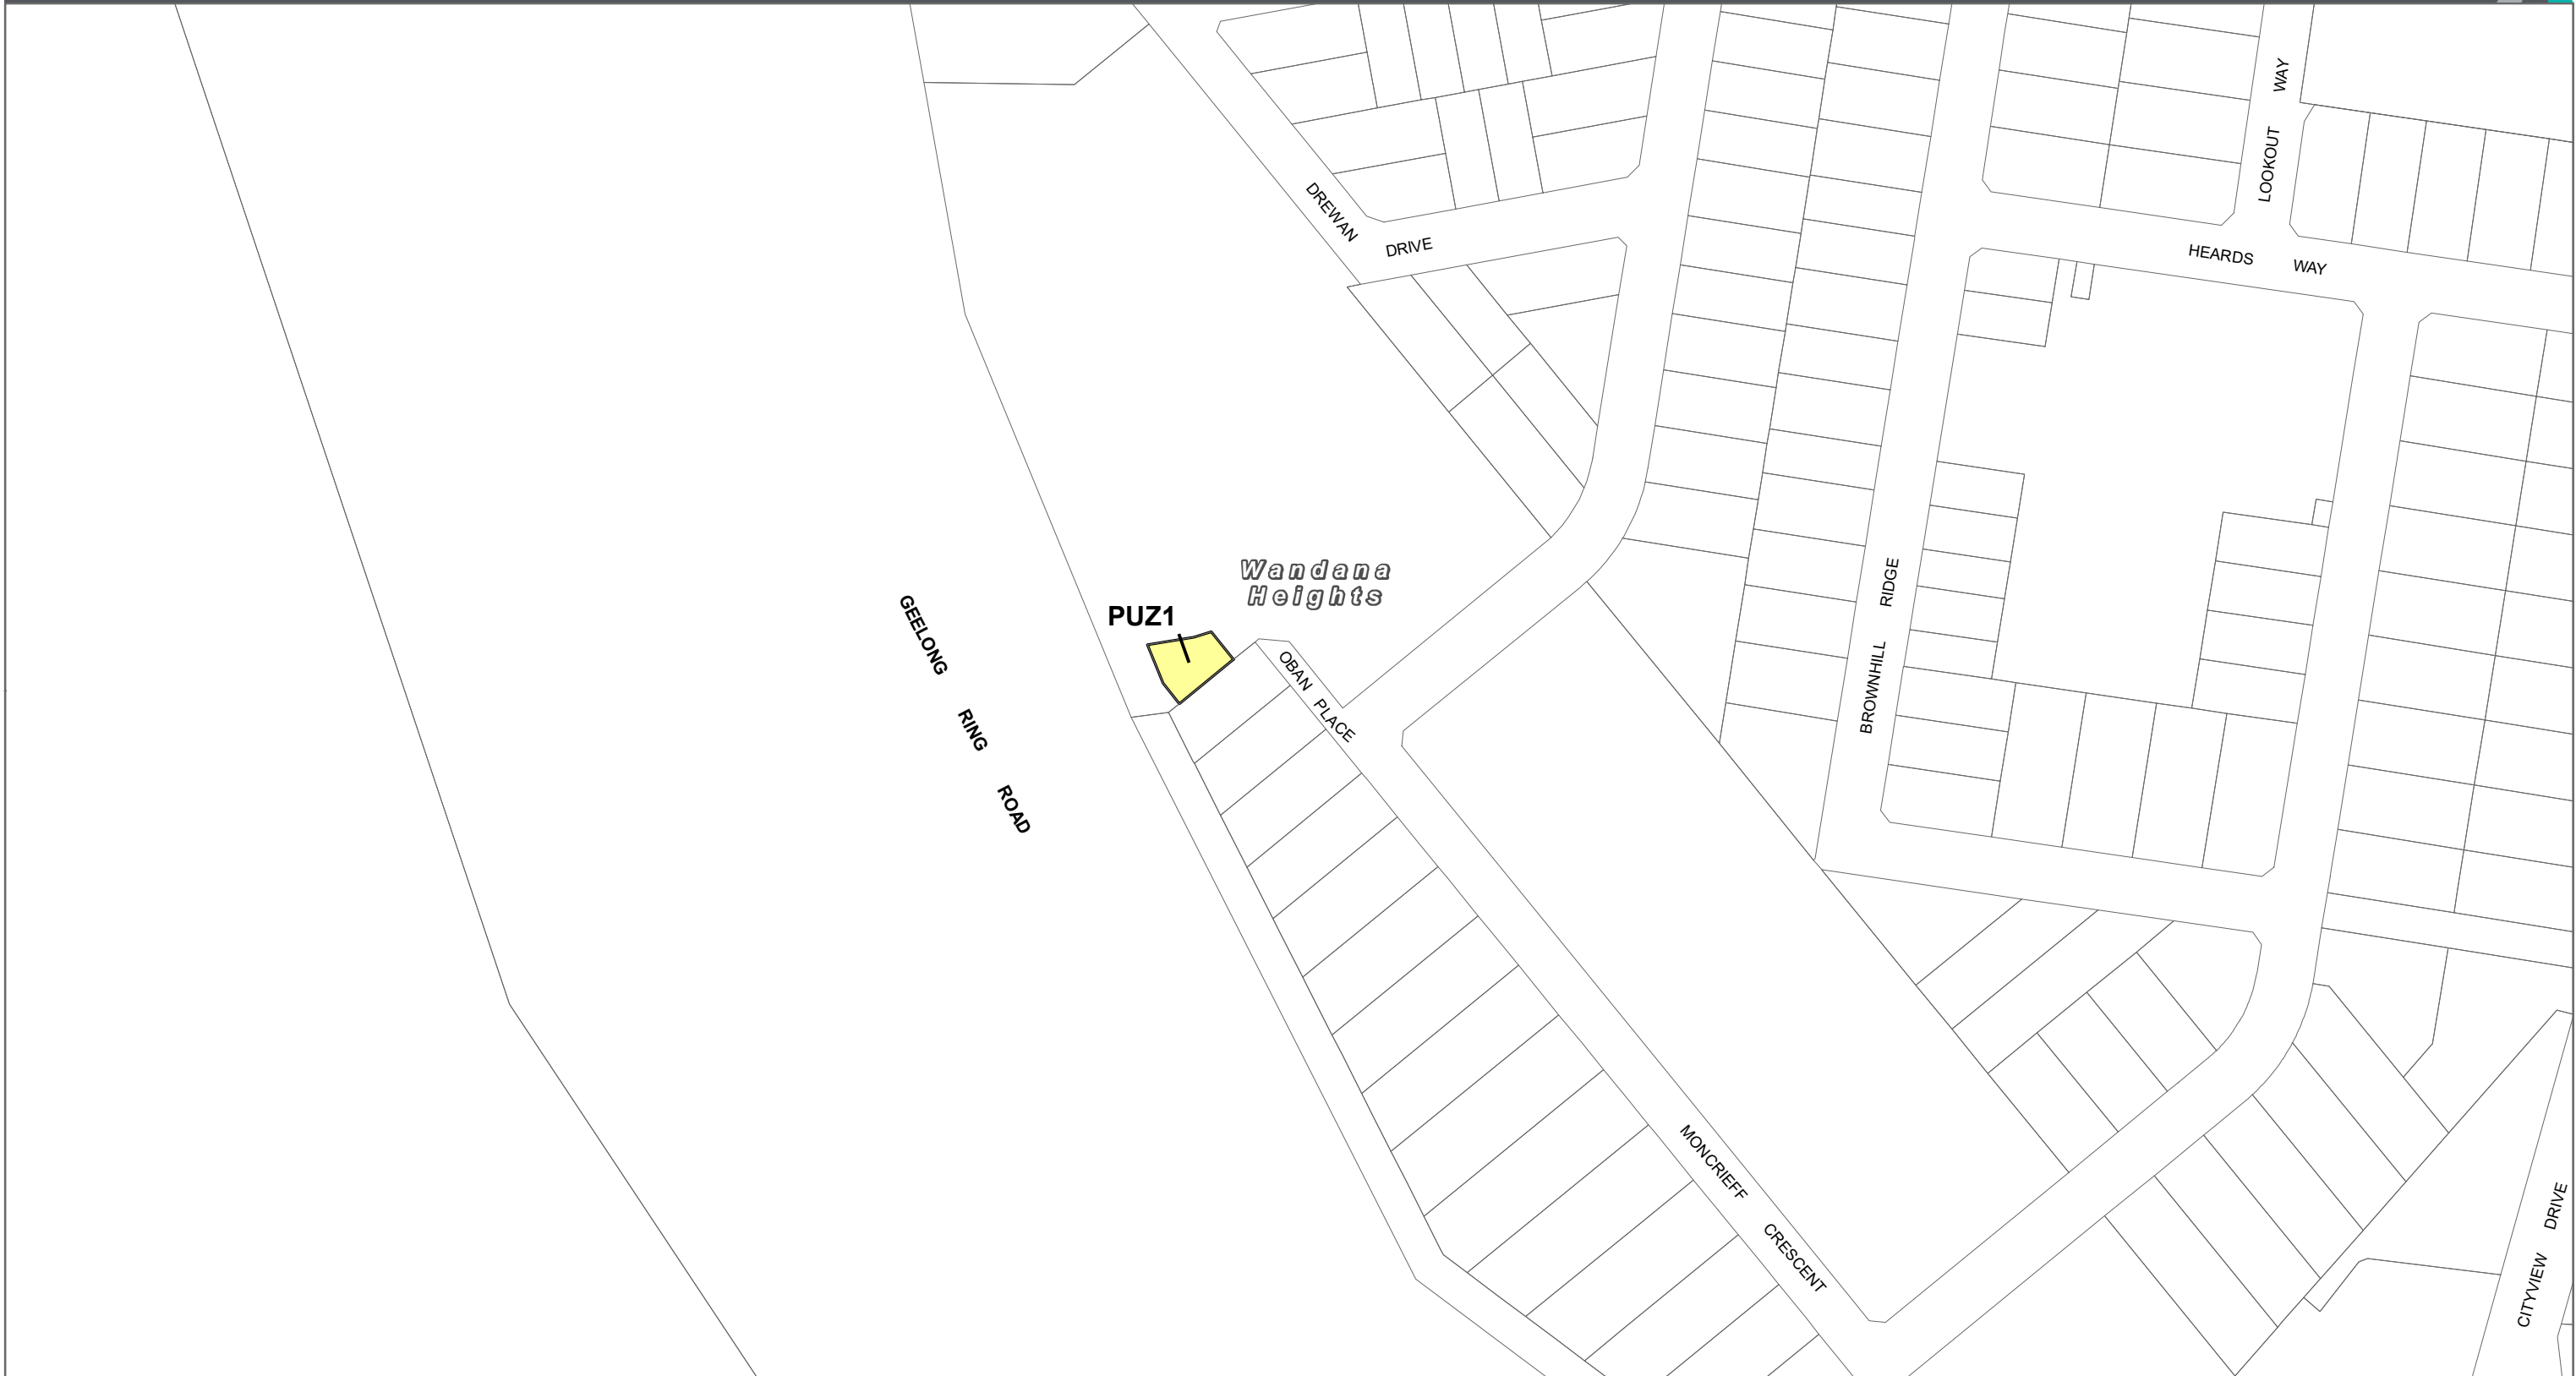 LOOKOUT WAY
DREWAN DRIVE
HEARDS WAY
Wandana
Heights
PUZ1
GEELONG RING ROAD
OBAN PLACE
BROWNHILL RIDGE
MONCRIEFF CRESCENT
CITYVIEW DRIVE